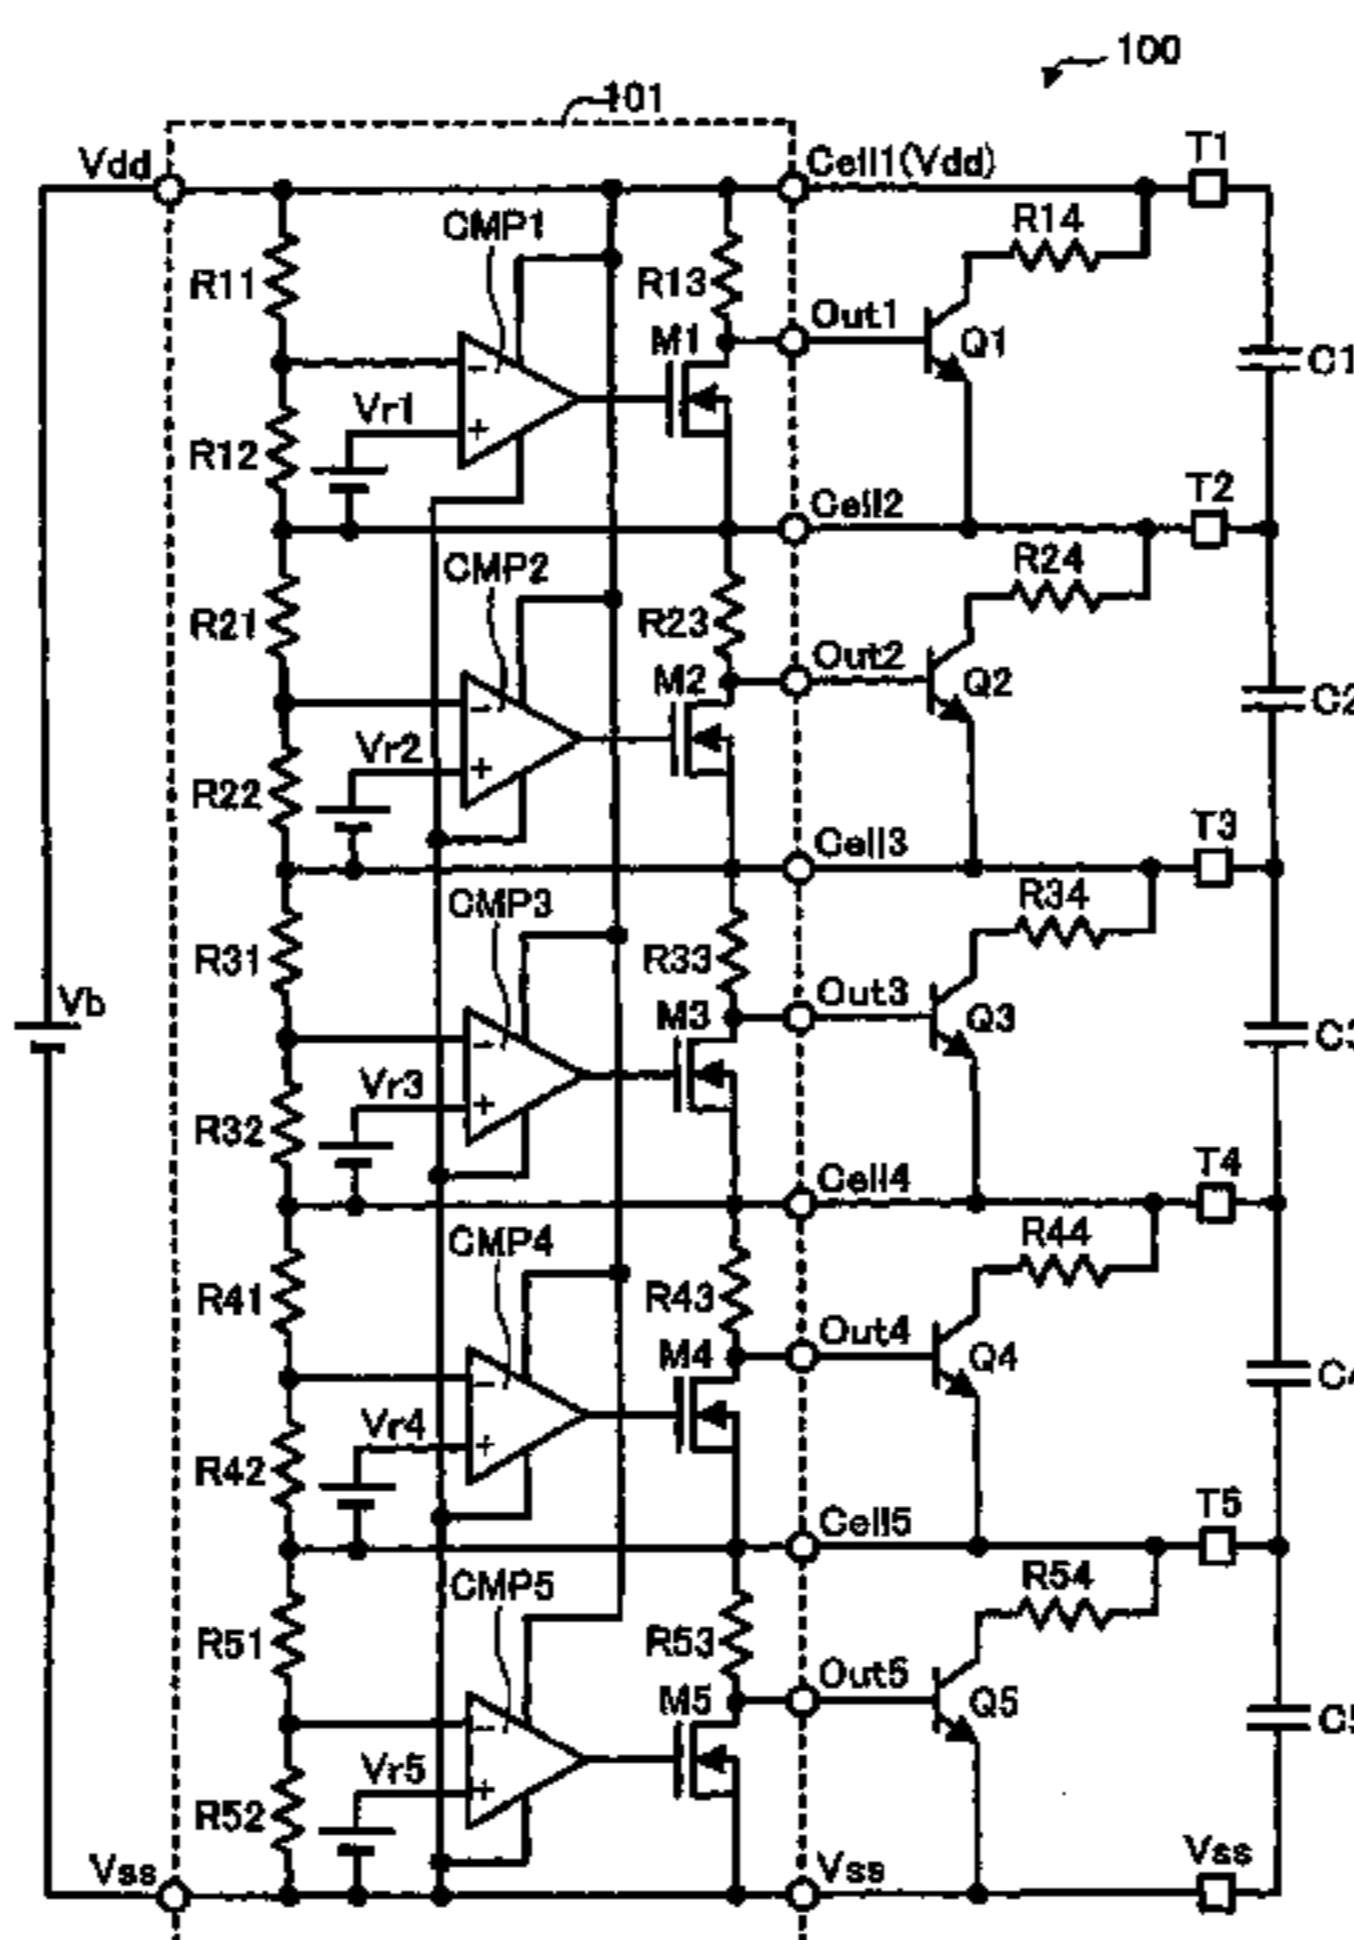 100
101
Vdd
Cell1(Vdd)
T1
CMP1
R14
R11
R13
Out1
M1
Q1
C1
Vr1
R12
-
+
Cell2
T2
CMP2
R24
R21
R23
Out2
M2
Q2
C2
Vr2
R22
-
+
Cell3
T3
CMP3
R34
R31
R33
Out3
Vb
M3
Q3
C3
Vr3
R32
-
+
Cell4
T4
CMP4
R44
R41
R43
Out4
M4
Q4
C4
Vr4
R42
-
+
Cell5
T5
CMP5
R54
R51
R53
Out5
M5
Q5
C5
Vr5
R52
-
+
Vss
Vss
Vss